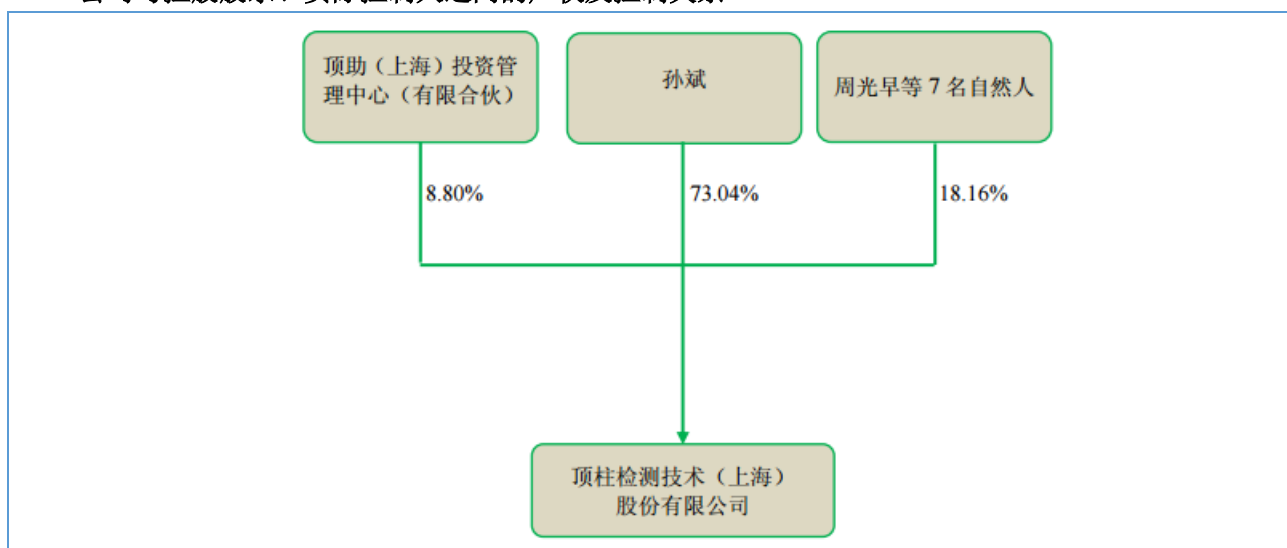 顶助（上海）投资管
理中心（有限合伙）
孙斌
周光早等 7 名自然人
8.80%
73.04%
18.16%
顶柱检测技术（上海）
股份有限公司